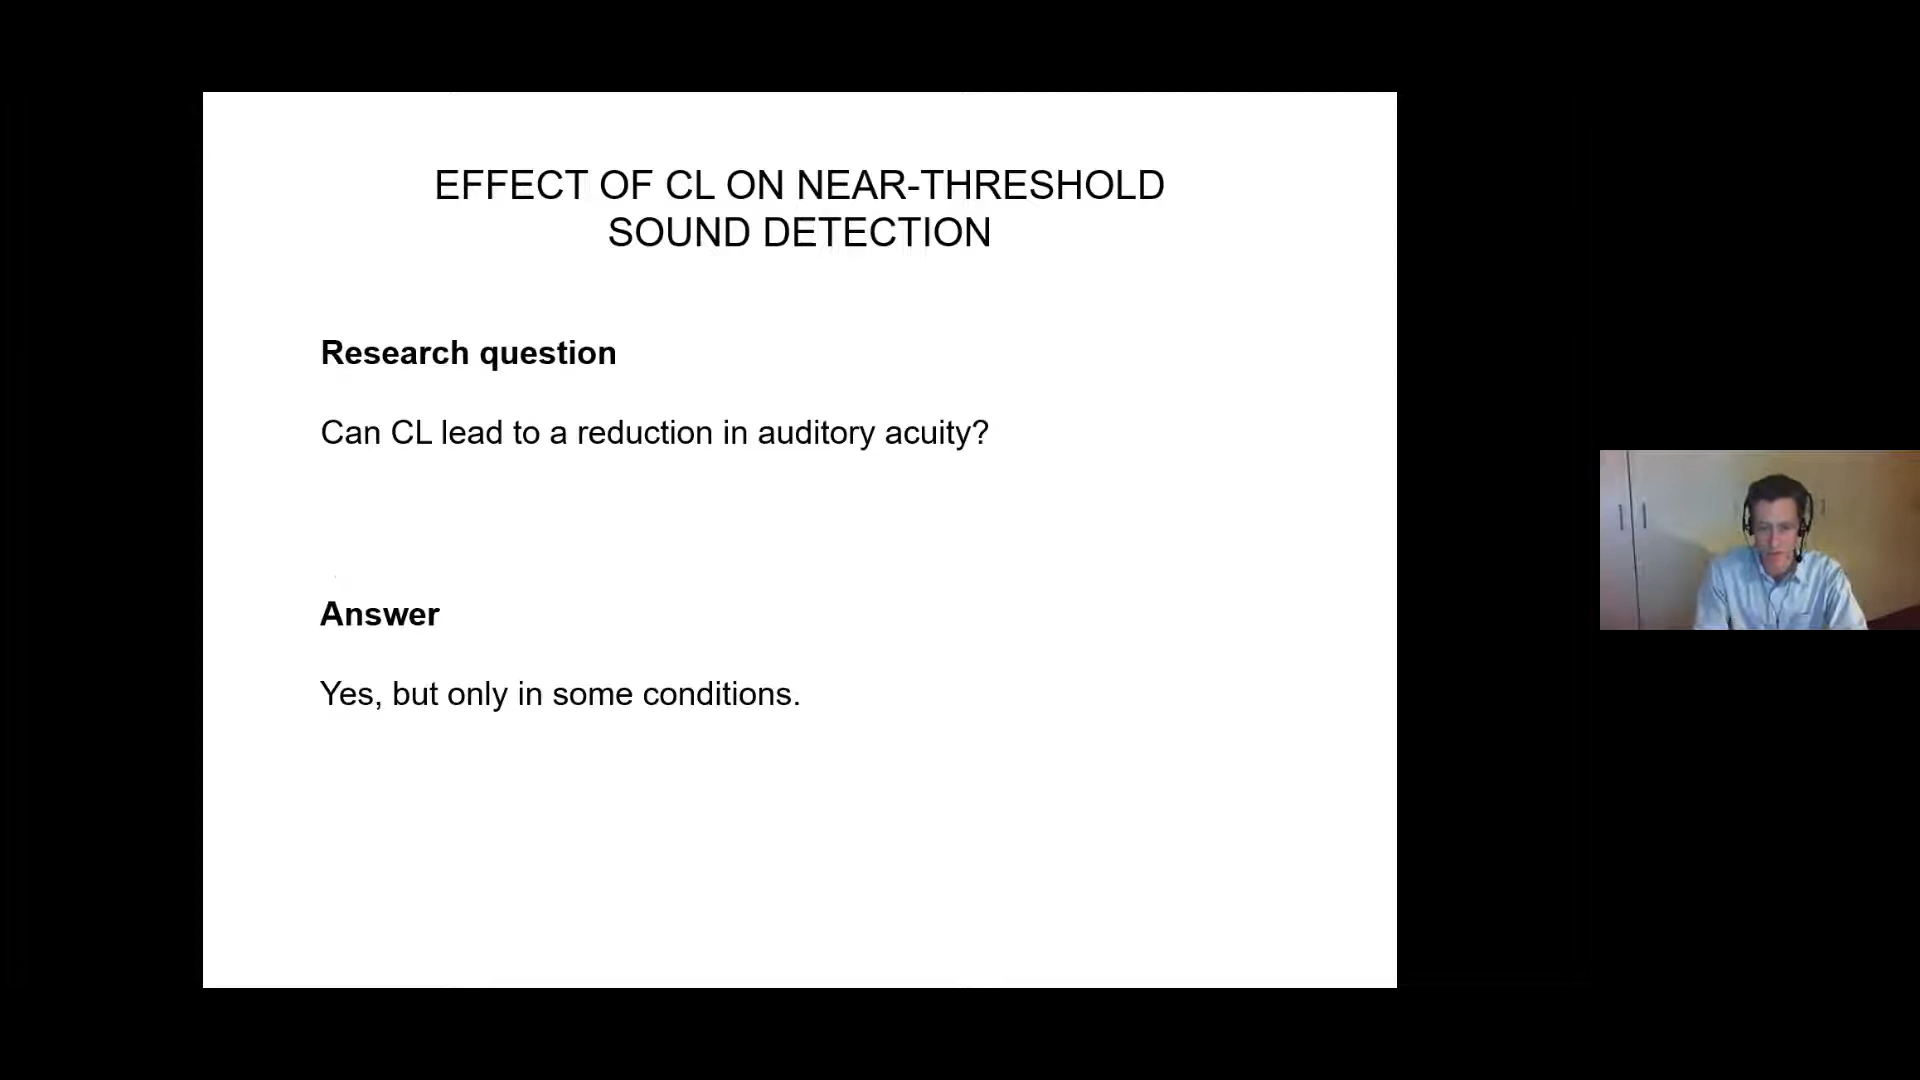 EFFECT OF CL ON NEAR-THRESHOLD
SOUND DETECTION
Research question
Can CL lead to a reduction in auditory acuity?
Answer
Yes, but only in some conditions.